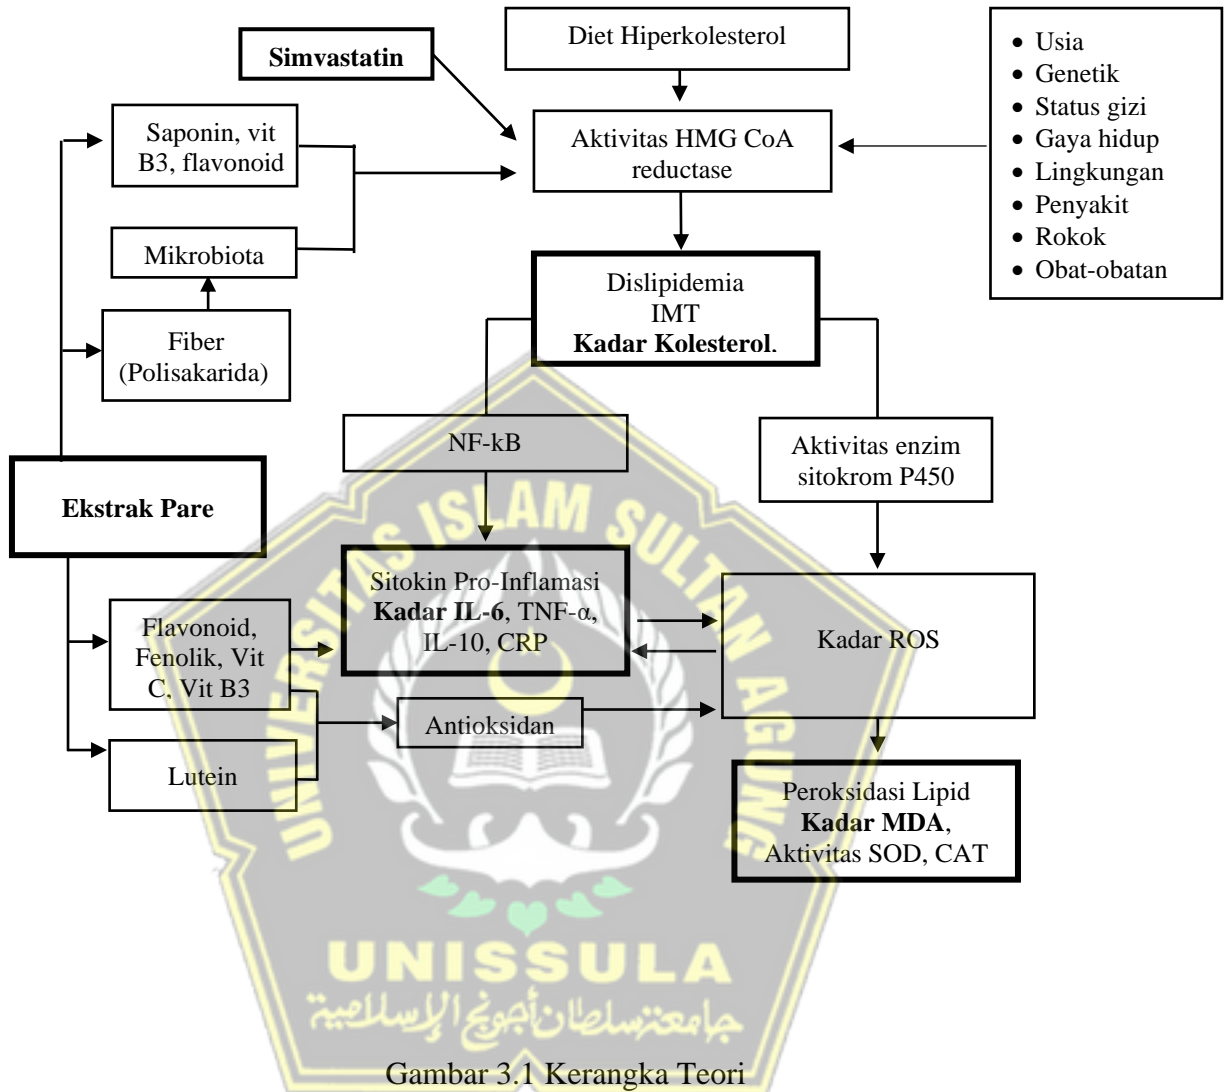 Diet Hiperkolesterol
Simvastatin
• Usia
• Genetik
• Status gizi
• Gaya hidup
• Lingkungan
• Penyakit
• Rokok
• Obat-obatan
Saponin, vit
B3, flavonoid
Aktivitas HMG CoA
reductase
Mikrobiota
Fiber
(Polisakarida)
Dislipidemia
IMT
Kadar Kolesterol.
NF-kB
Aktivitas enzim
sitokrom P450
Ekstrak Pare
Sitokin Pro-Inflamasi
Kadar IL-6, TNF-α,
IL-10, CRP
Kadar ROS
Flavonoid,
Fenolik, Vit
C, Vit B3
Antioksidan
Lutein
Peroksidasi Lipid
Kadar MDA,
Aktivitas SOD, CAT
UNIVERSITAS ISLAM SULTAN AGUNG
UNISSULA
جامعة سلطان أجونج الإسلامية
Gambar 3.1 Kerangka Teori